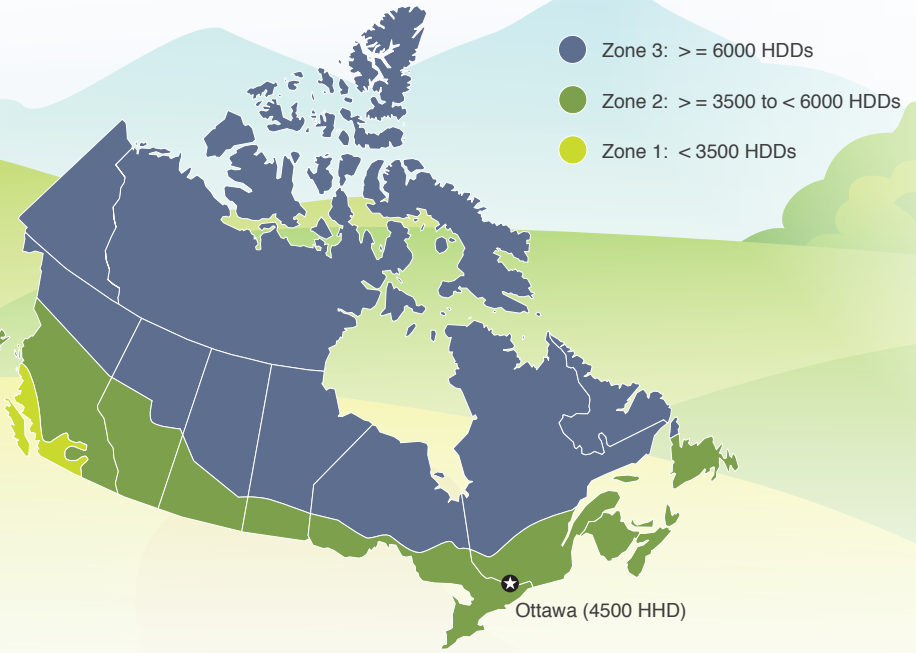 Zone 3: > = 6000 HDDs
Zone 2: > = 3500 to < 6000 HDDs
Zone 1: < 3500 HDDs
Ottawa (4500 HHD)